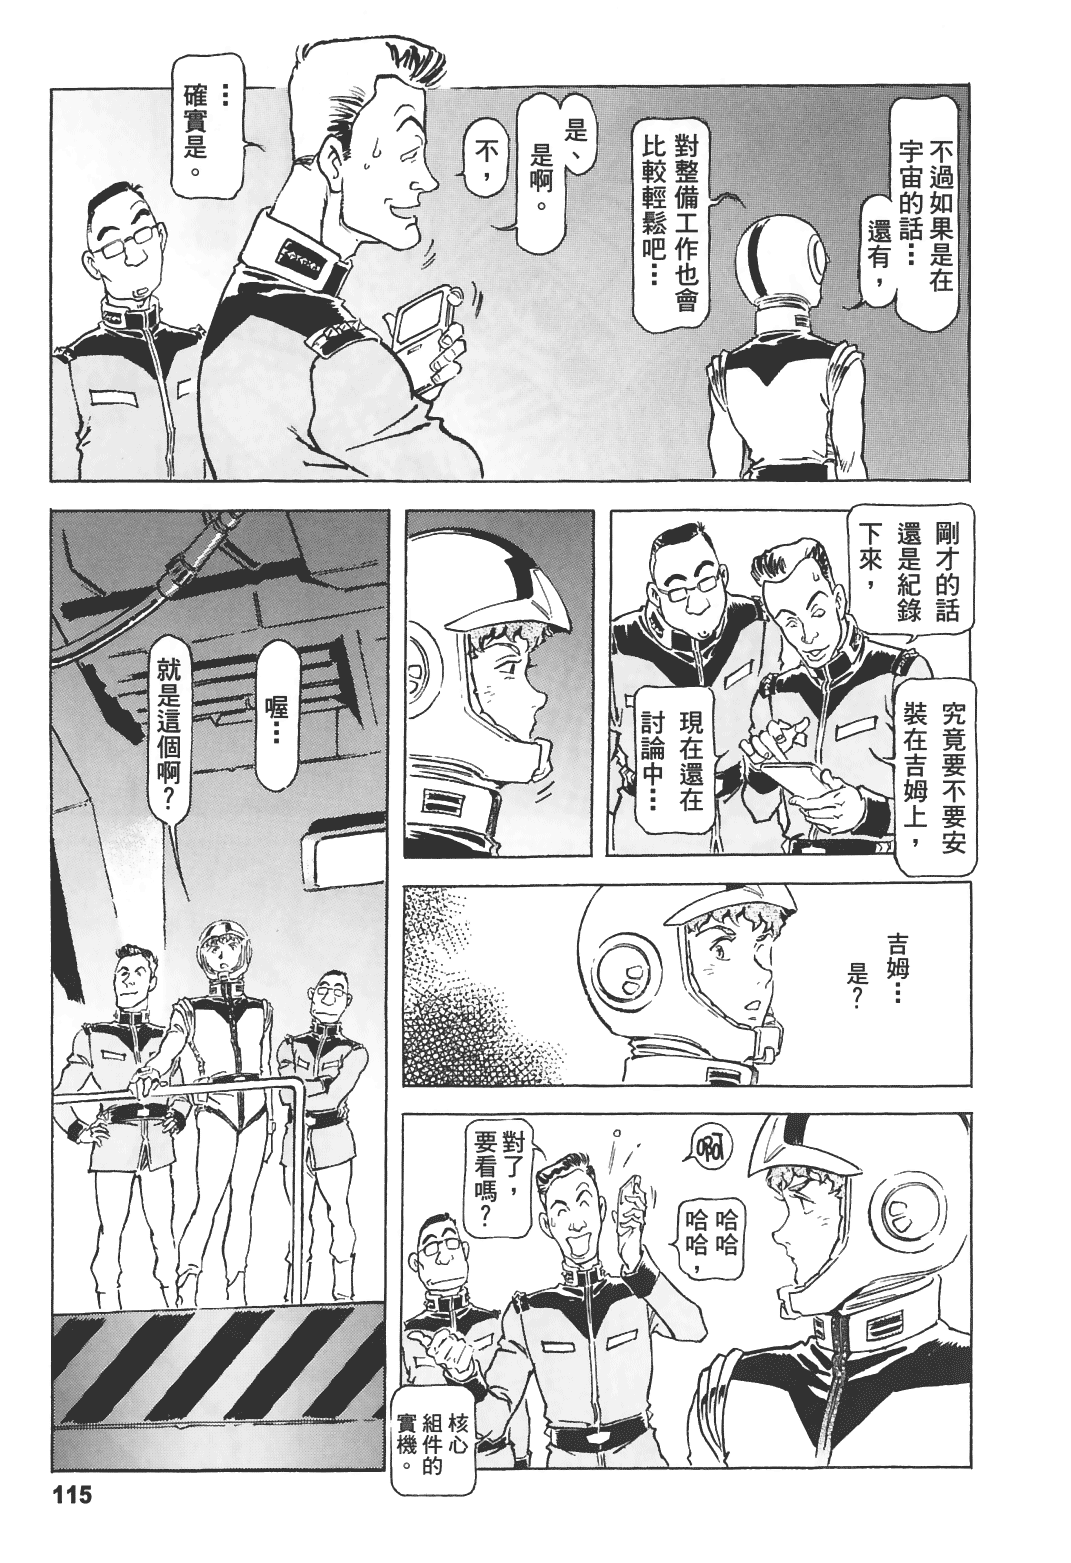 不過如果是在
宇宙的話⋯
還有，
對整備工作也會
比較輕鬆吧⋯
是、
是啊。
不，
⋯
確實是。
剛才的話
還是紀錄
下來，
究竟要不要安
裝在吉姆上，
現在還在
討論中⋯
吉姆⋯
是？
啊
哈哈
哈哈，
對了，
要看嗎？
核心
組件的
實機。
喔⋯
就是這個啊？
115